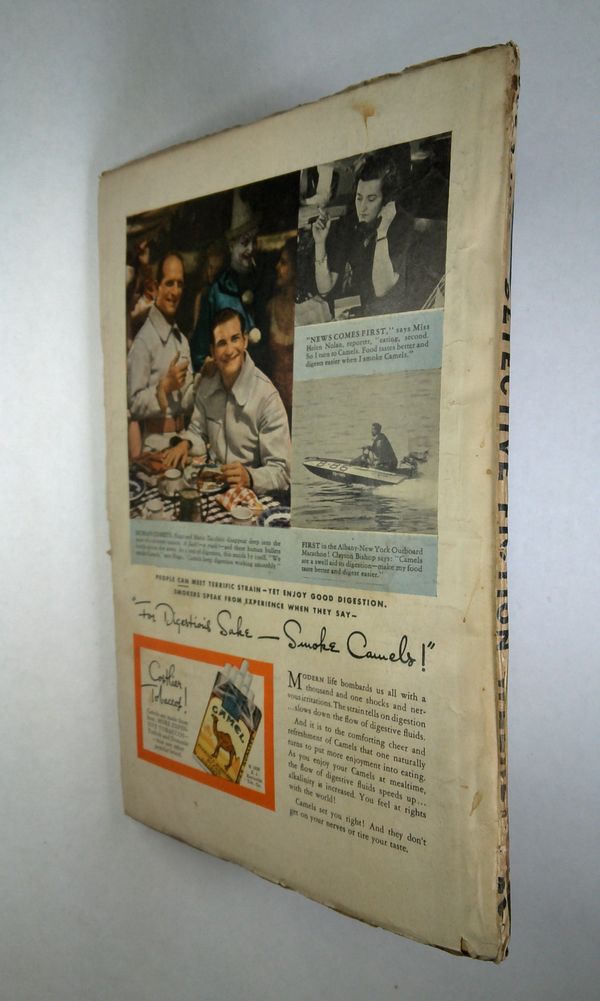 "NEWS COMES FIRST," says Miss
Helen Nolan, reporter, "eating, second.
So I turn to Camels. Food tastes better and
digests easier when I smoke Camels."
HUMAN COMETS.
FIRST in the Albany-New York Outboard
Marathon! Clayton Bishop says: "Camels
are a swell aid to digestion—make my food
taste better and digest easier."
PEOPLE CAN MEET TERRIFIC STRAIN—YET ENJOY GOOD DIGESTION.
SMOKERS SPEAK FROM EXPERIENCE WHEN THEY SAY—
"For Digestion's Sake — Smoke Camels!"
Costlier
Tobaccos!
Camels are made from
CAMEL
MODERN life bombards us all with a
thousand and one shocks and ner-
vous irritations. The strain tells on digestion
...slows down the flow of digestive fluids.
And it is to the comforting cheer and
refreshment of Camels that one naturally
turns to put more enjoyment into eating.
As you enjoy your Camels at mealtime,
the flow of digestive fluids speeds up...
alkalinity is increased. You feel at rights
with the world!
Camels set you right! And they don't
get on your nerves or tire your taste.
DETECTIVE FICTION